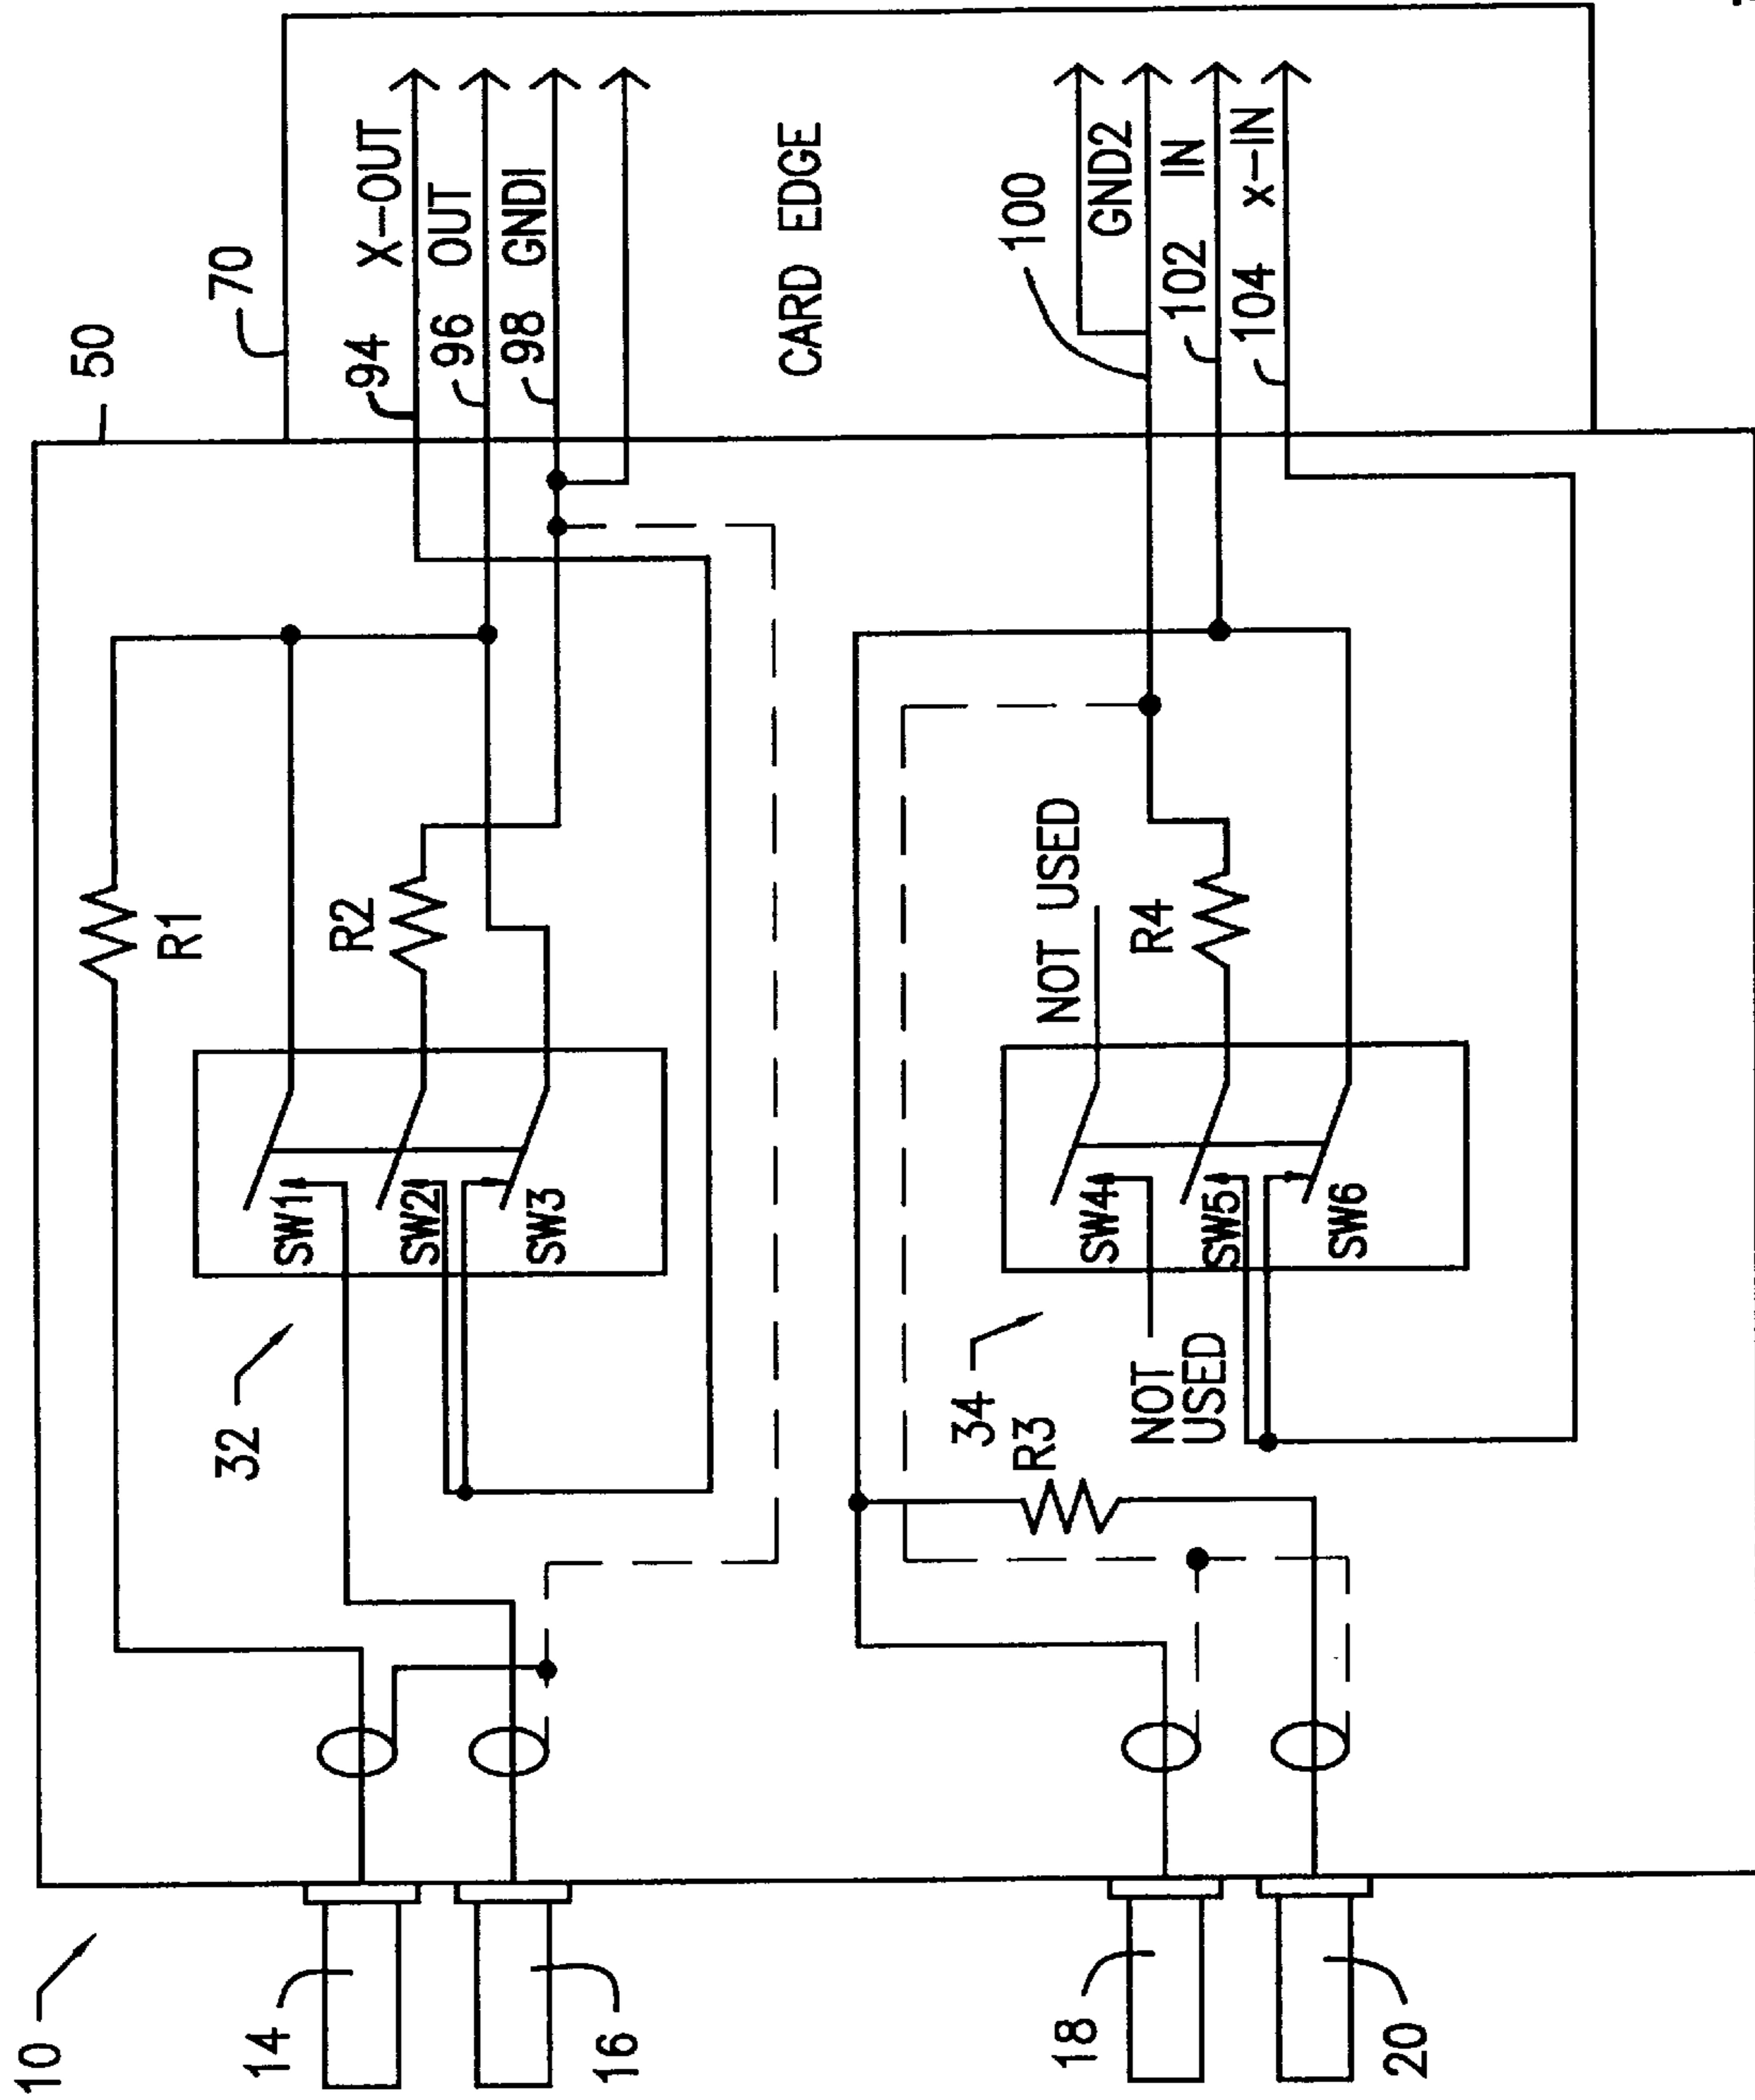 10
50
70
14
16
18
20
32
34
R1
R2
R3
R4
SW1
SW2
SW3
SW4
SW5
SW6
NOT USED
NOT
USED
94 X-OUT
96 OUT
98 GNDI
CARD EDGE
100
GND2
102 IN
104 x-IN